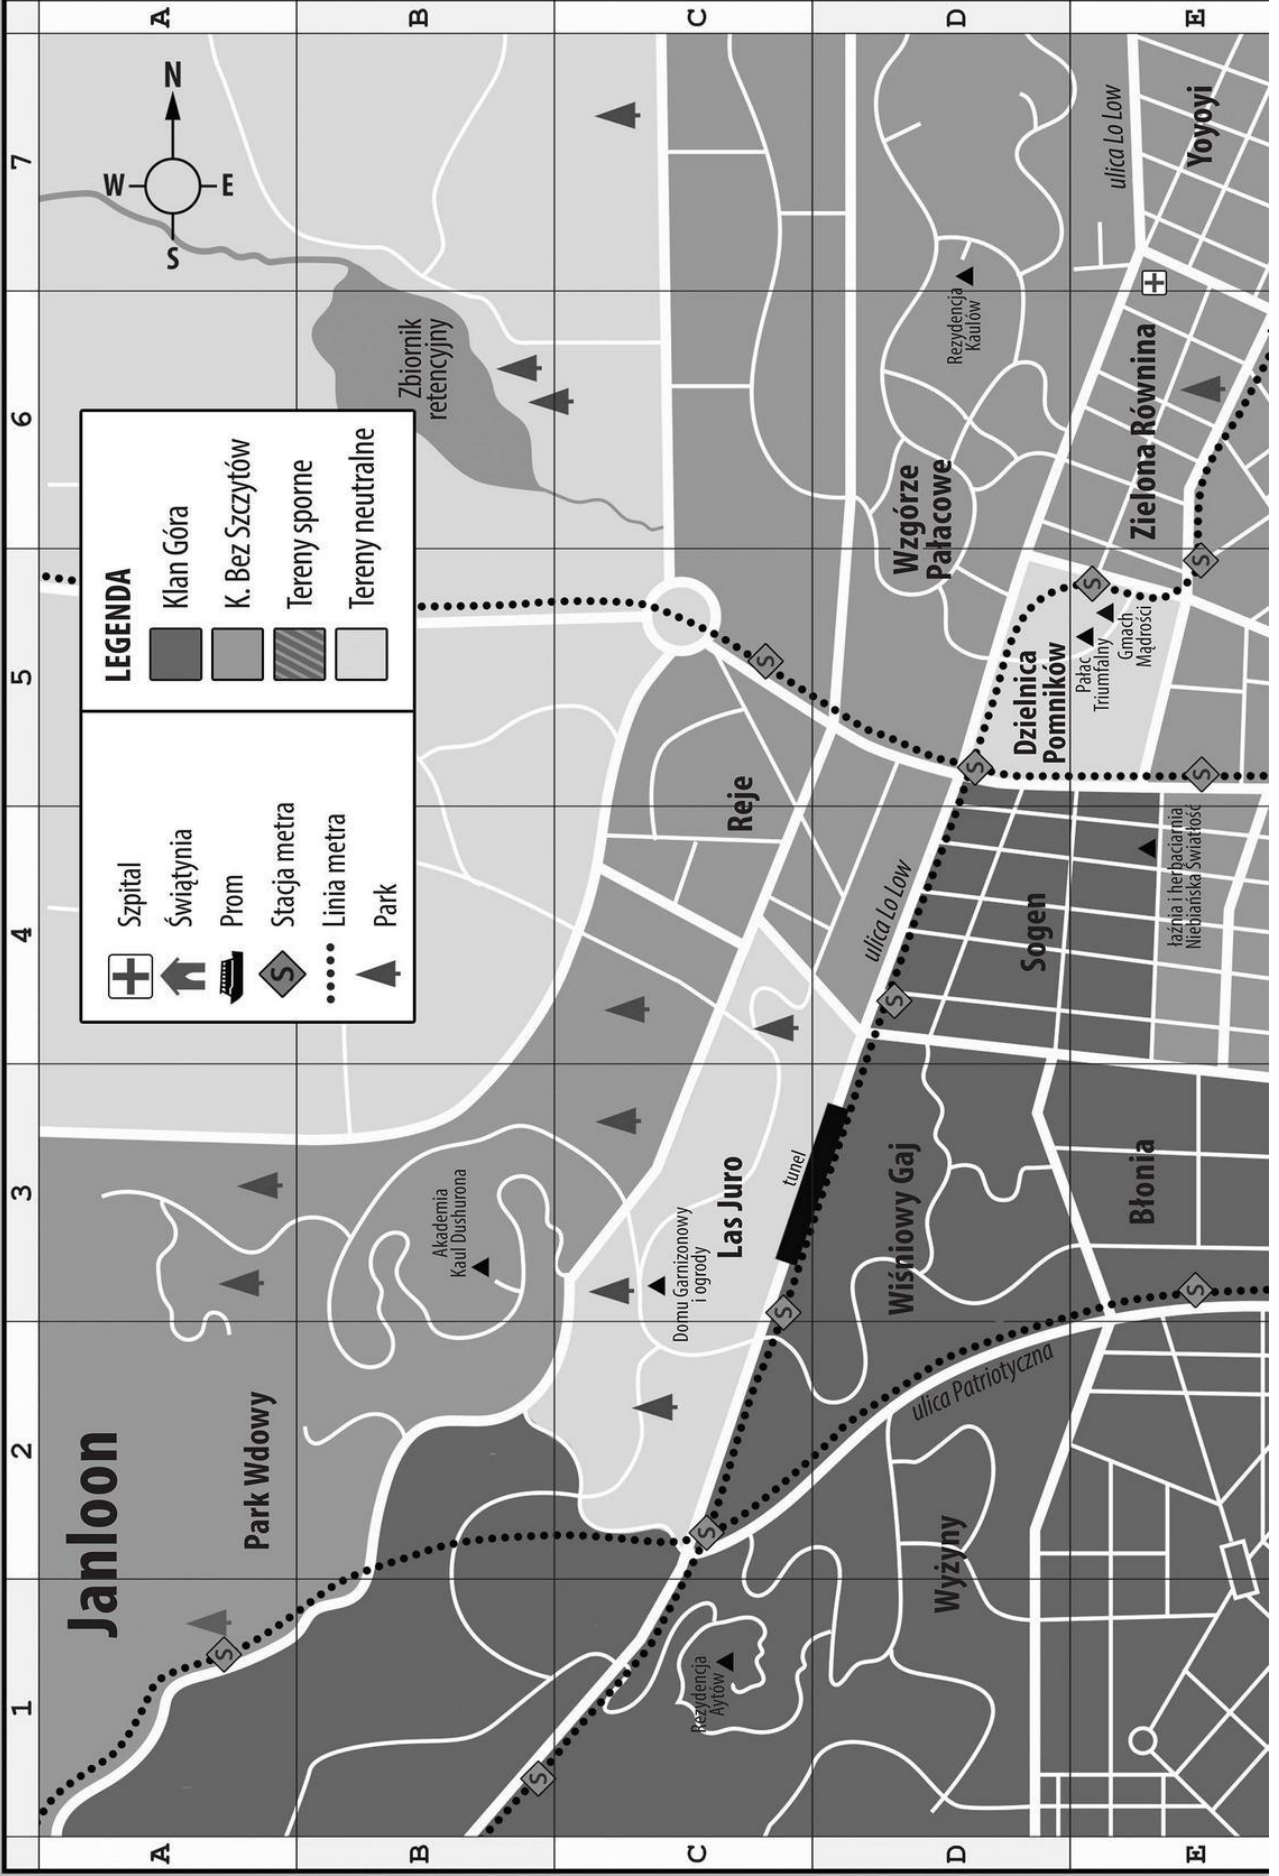 Janloon
1
2
3
4
5
6
7
A
B
C
D
E
A
B
C
D
E
N
W
E
S
LEGENDA
Szpital
Świątynia
Prom
S
Stacja metra
Linia metra
Park
Klan Góra
K. Bez Szczytów
Tereny sporne
Tereny neutralne
Park Wdowy
S
S
Akademia
Kaul Dushurona
Zbiornik
retencyjny
Rezydencja
Aytów
S
Domu Garnizonowy
i ogrody
Las Juro
S
tunel
Reje
S
Wyżyny
ulica Patriotyczna
Wiśniowy Gaj
S
ulica Lo Low
Sogen
S
Dzielnica
Pomników
Wzgórze
Pałacowe
Rezydencja
Kaulów
Błonia
S
łaźnia i herbaciarnia
Niebiańska Światłość
S
Pałac
Triumfalny
Gmach
Mądrości
S
S
Zielona Równina
ulica Lo Low
Yoyoyi